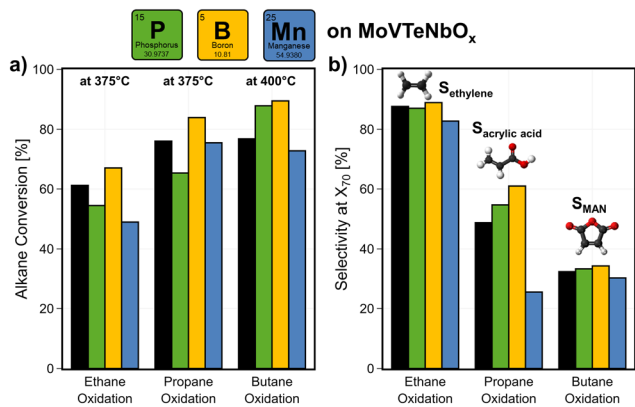 15
P
Phosphorus
30.9737
5
B
Boron
10.81
25
Mn
Manganese
54.9380
on MoVTeNbOx
a)
100
80
60
40
20
0
Alkane Conversion [%]
at 375°C
at 375°C
at 400°C
Ethane
Oxidation
Propane
Oxidation
Butane
Oxidation
b)
100
80
60
40
20
0
Selectivity at X70 [%]
Sethylene
Sacrylic acid
SMAN
Ethane
Oxidation
Propane
Oxidation
Butane
Oxidation